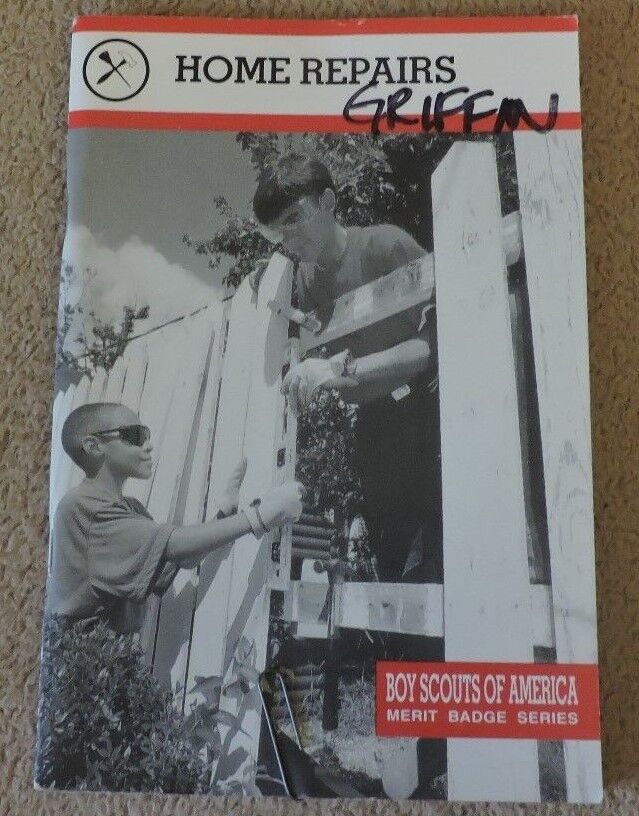 HOME REPAIRS
GRIFFIN
BOY SCOUTS OF AMERICA
MERIT BADGE SERIES